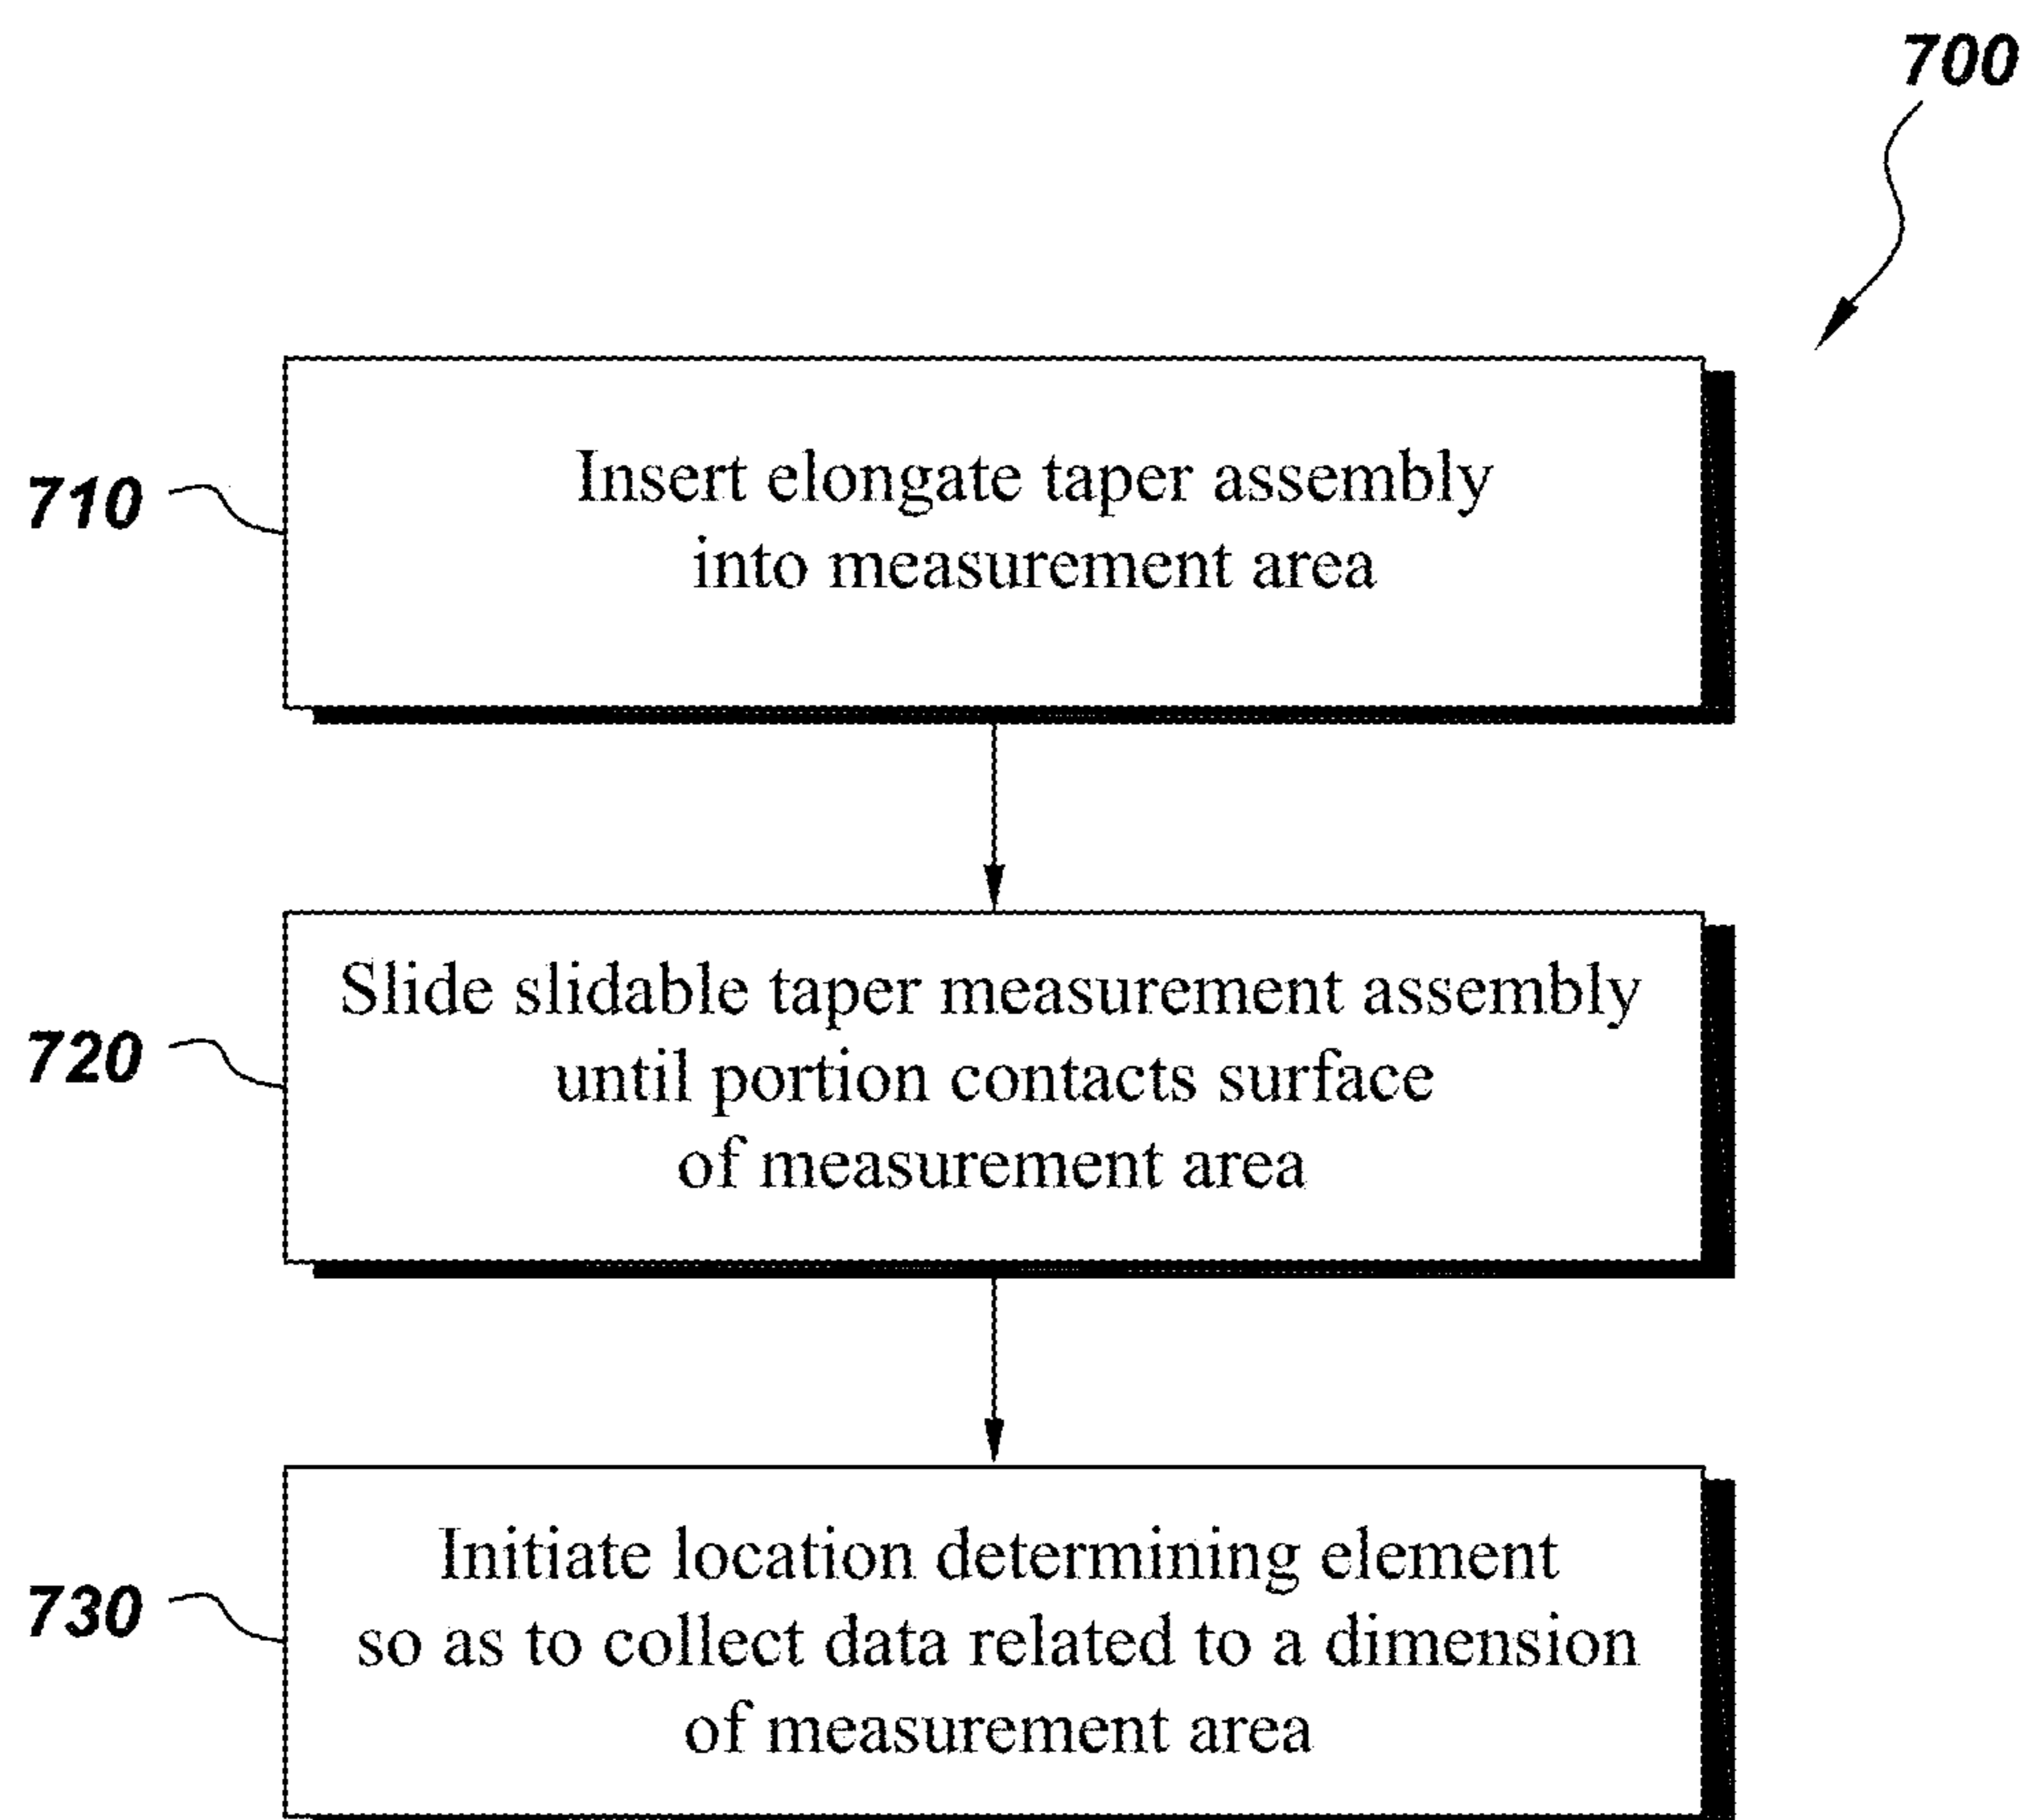 700
710
Insert elongate taper assembly
into measurement area
720
Slide slidable taper measurement assembly
until portion contacts surface
of measurement area
730
Initiate location determining element
so as to collect data related to a dimension
of measurement area